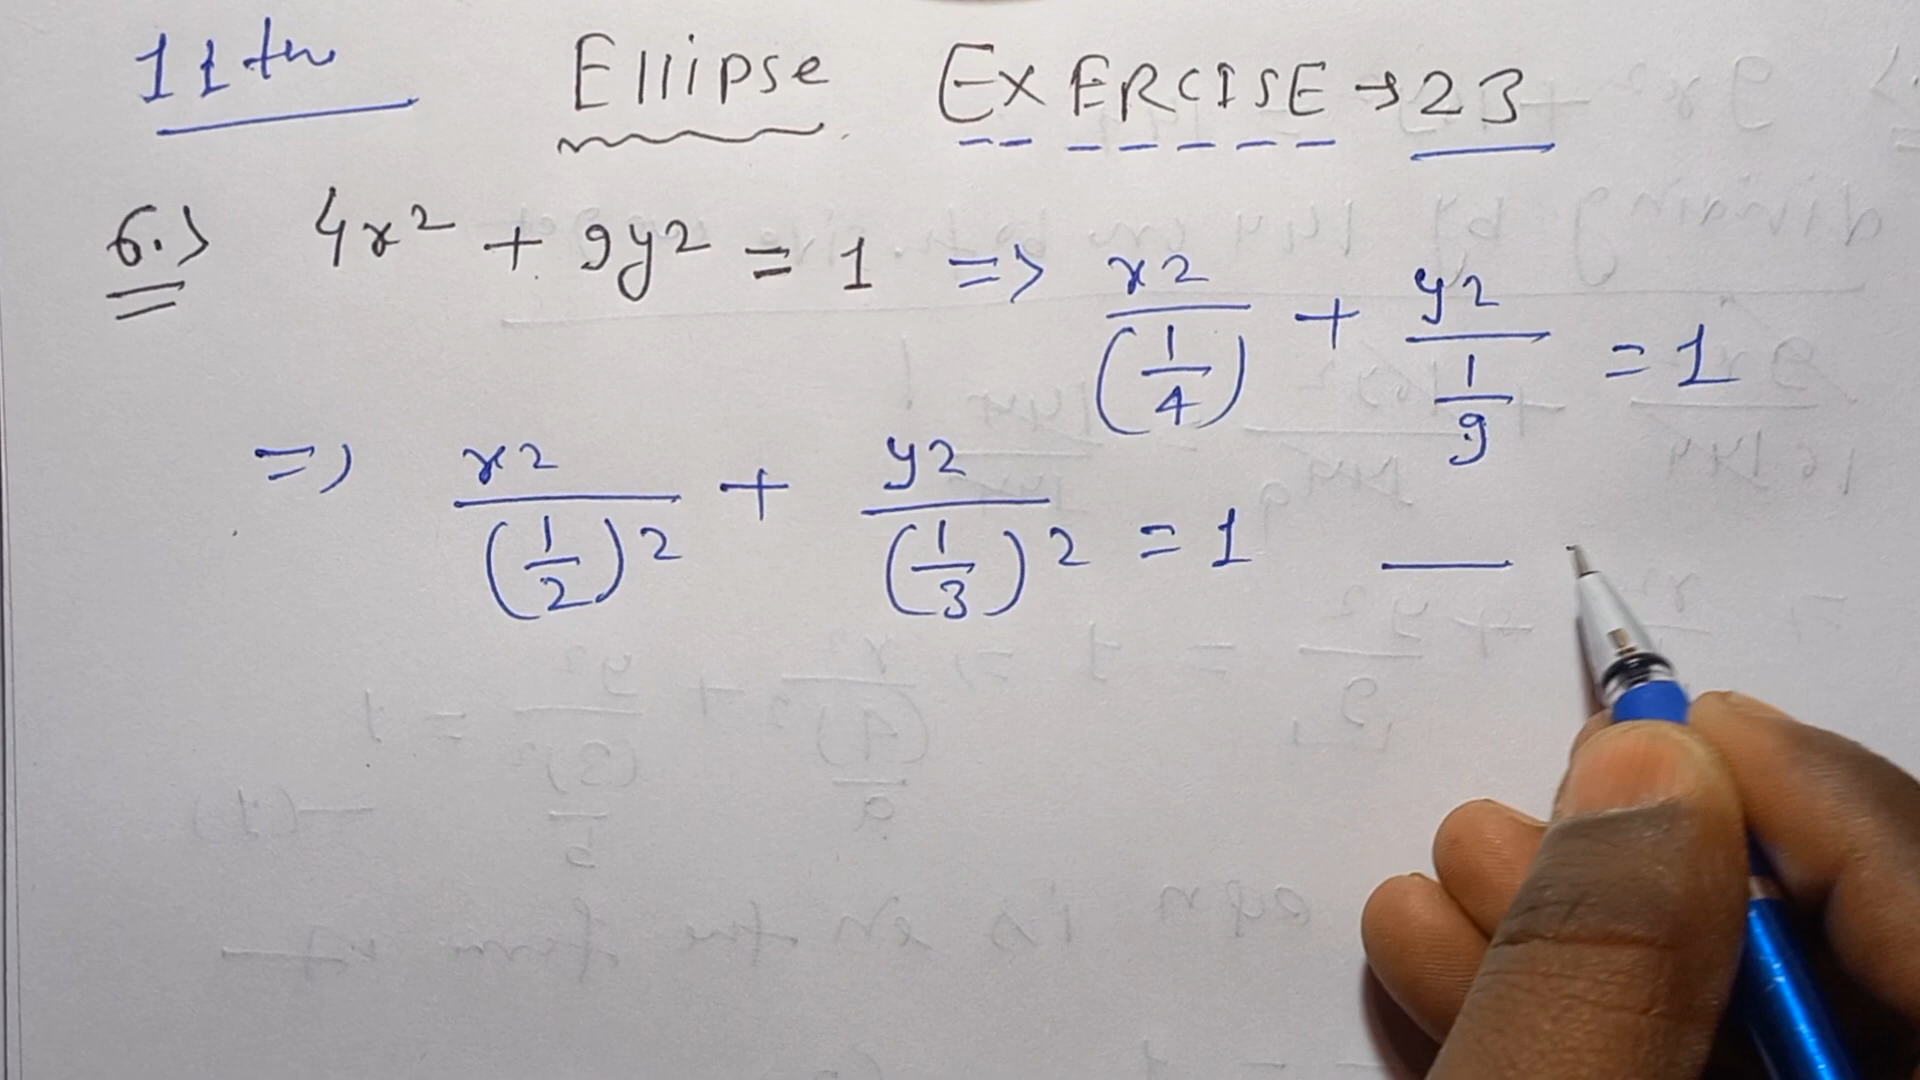 11th Ellipse EXERCISE → 23
6.> 4x² + 9y² = 1 => x²/(1/4) + y²/(1/9) = 1
=> x²/(1/2)² + y²/(1/3)² = 1 —